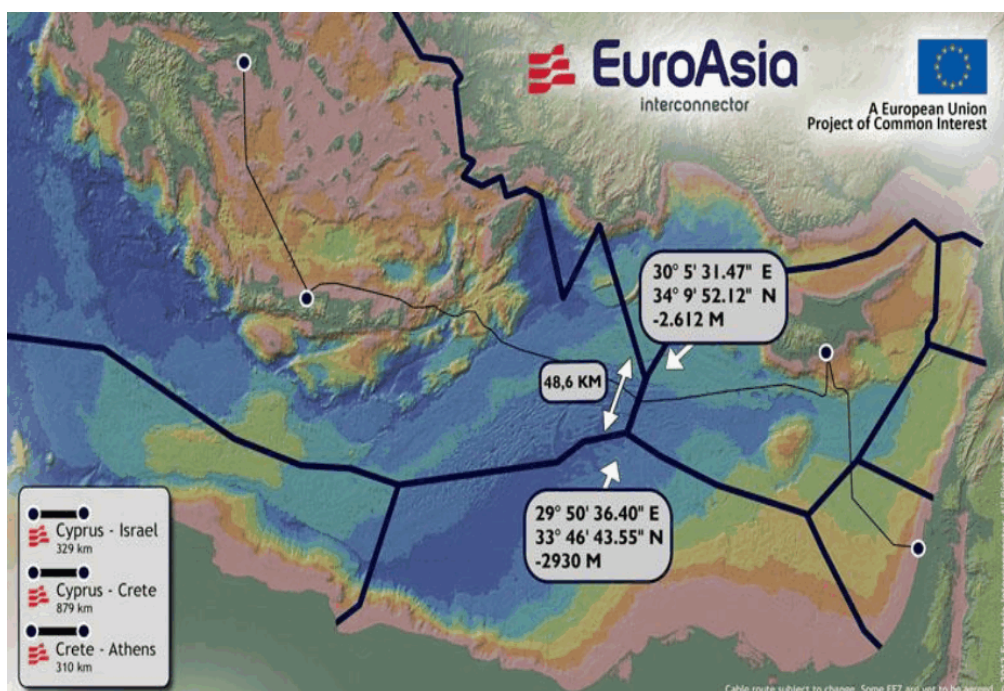 EuroAsia
interconnector
A European Union
Project of Common Interest
30° 5' 31.47" E
34° 9' 52.12" N
-2.612 M
48,6 KM
29° 50' 36.40" E
33° 46' 43.55" N
-2930 M
Cyprus - Israel
329 km
Cyprus - Crete
879 km
Crete - Athens
310 km
Cable route subject to change. Some EEZ are yet to be agreed